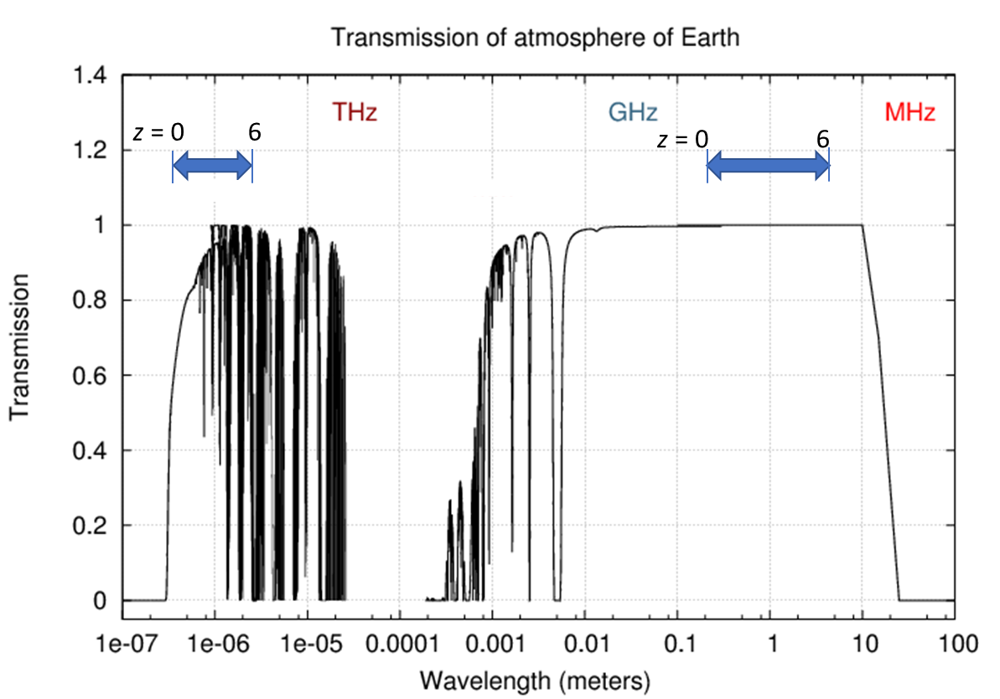 Transmission of atmosphere of Earth
1.4
THz
GHz
MHz
z = 0
6
z = 0
6
1.2
1
0.8
0.6
0.4
0.2
0
Transmission
1e-07
1e-06
1e-05
0.0001
0.001
0.01
0.1
1
10
100
Wavelength (meters)